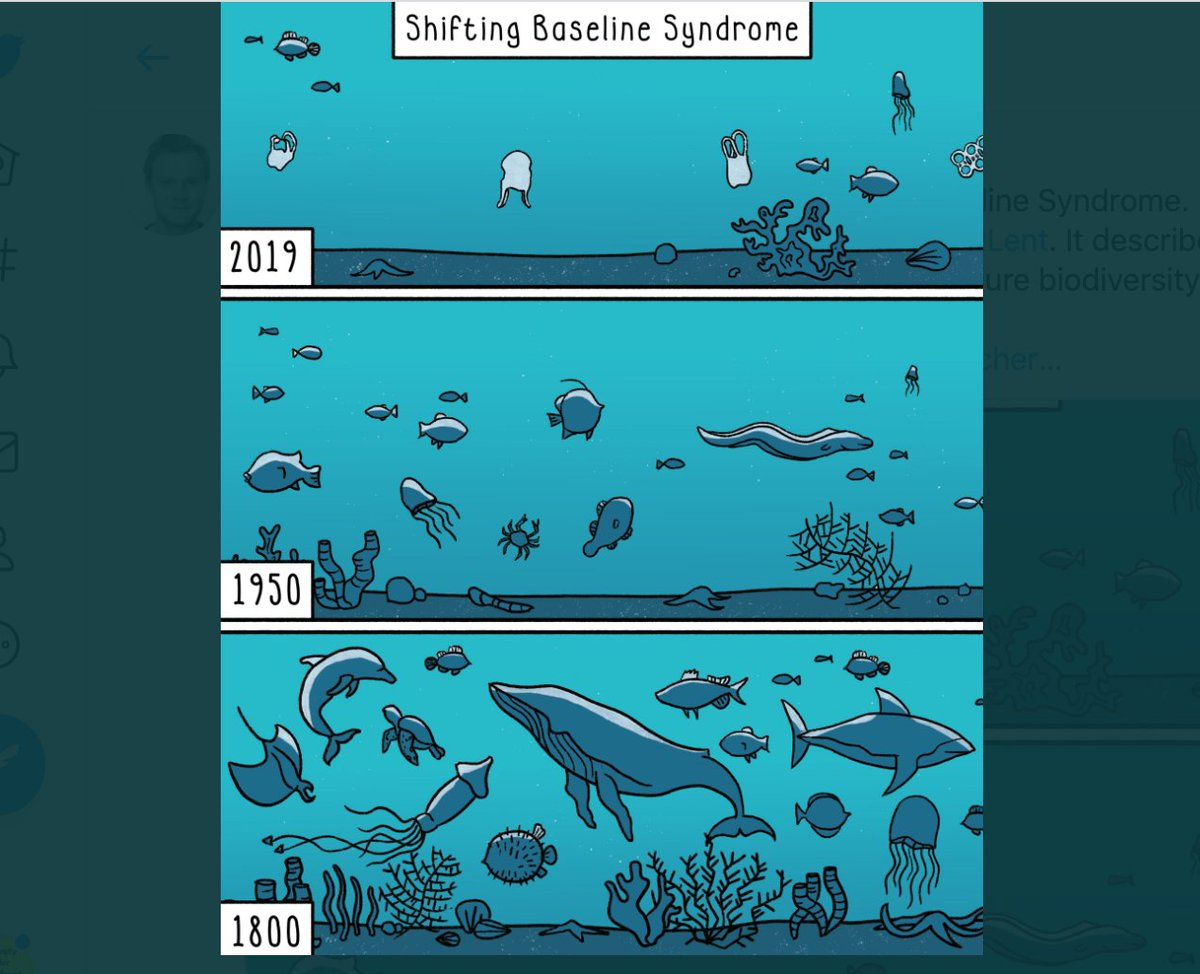 Shifting Baseline Syndrome
line Syndrome.
Lent. It describ
ure biodiversity
cher...
2019
1950
1800